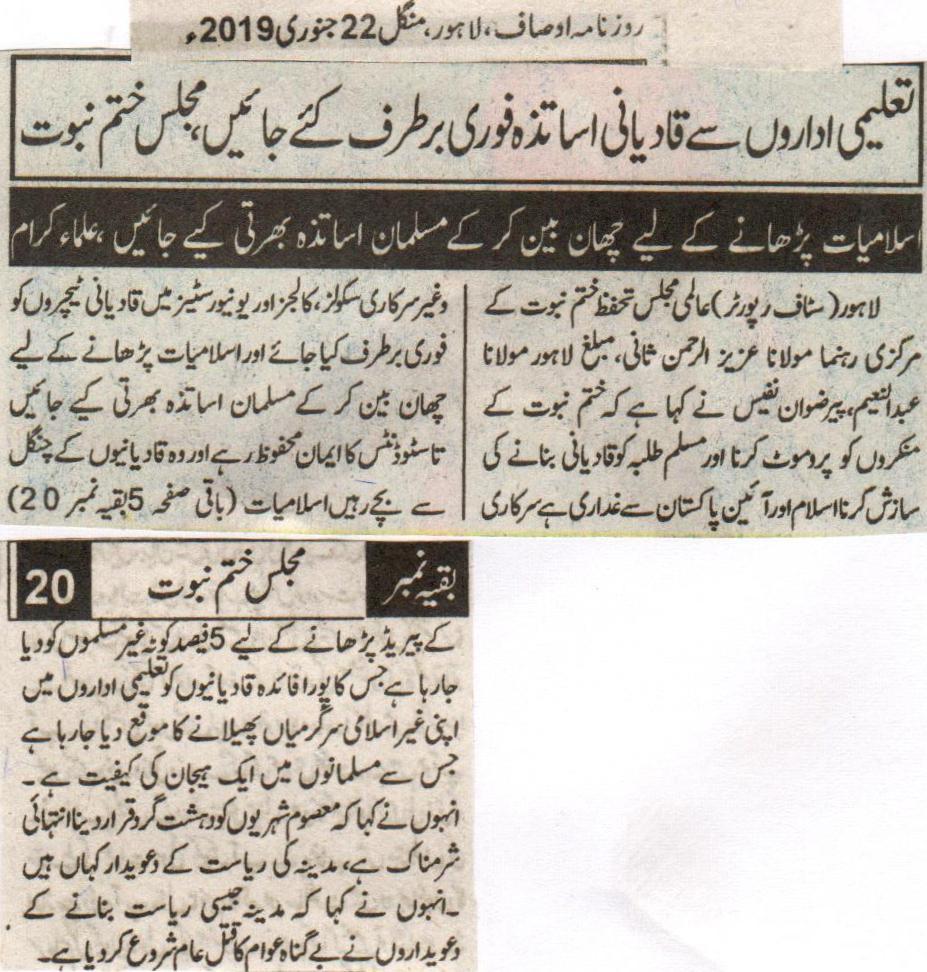 روزنامہ اوصاف، لاہور، منگل 22 جنوری 2019ء
تعلیمی اداروں سے قادیانی اساتذہ فوری برطرف کئے جائیں، مجلس ختم نبوت
اسلامیات پڑھانے کے لیے چھان بین کر کے مسلمان اساتذہ بھرتی کیے جائیں، علماء کرام
لاہور (سٹاف رپورٹر) عالمی مجلس تحفظ ختم نبوت کے
مرکزی رہنما مولانا عزیز الرحمن ثانی، مبلغ لاہور مولانا
عبدالنعیم، پیر رضوان نفیس نے کہا ہے کہ ختم نبوت کے
منکروں کو پروموٹ کرنا اور مسلم طلبہ کو قادیانی بنانے کی
سازش کرنا اسلام اور آئین پاکستان سے غداری ہے سرکاری
وغیر سرکاری سکولز، کالجز اور یونیورسٹیز میں قادیانی ٹیچروں کو
فوری برطرف کیا جائے اور اسلامیات پڑھانے کے لیے
چھان بین کر کے مسلمان اساتذہ بھرتی کیے جائیں
تا سٹوڈنٹس کا ایمان محفوظ رہے اور وہ قادیانیوں کے چنگل
سے بچے رہیں اسلامیات (باقی صفحہ 5 بقیہ نمبر 20)
بقیہ نمبر 20 مجلس ختم نبوت
کے پیریڈ پڑھانے کے لیے 5 فیصد کوٹہ غیر مسلموں کو دیا
جا رہا ہے جس کا پورا فائدہ قادیانیوں کو تعلیمی اداروں میں
اپنی غیر اسلامی سرگرمیاں پھیلانے کا موقع دیا جا رہا ہے
جس سے مسلمانوں میں ایک ہیجان کی کیفیت ہے۔
انہوں نے کہا کہ معصوم شہریوں کو دہشت گرد قرار دینا انتہائی
شرمناک ہے، مدینہ کی ریاست کے دعویدار کہاں ہیں
۔انہوں نے کہا کہ مدینہ جیسی ریاست بنانے کے
دعویداروں نے بے گناہ عوام کا قتل عام شروع کر دیا ہے۔